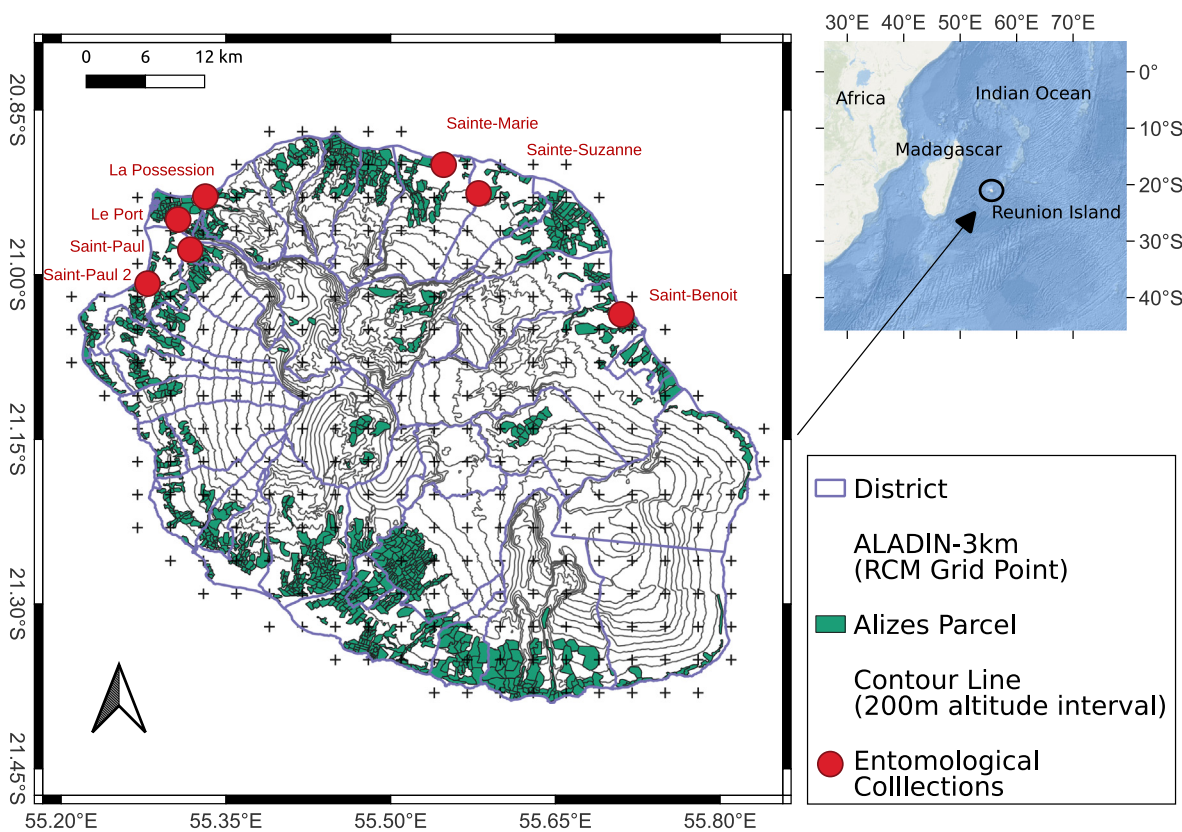 0 6 12 km
20.85°S
21.00°S
21.15°S
21.30°S
21.45°S
55.20°E 55.35°E 55.50°E 55.65°E 55.80°E
Sainte-Marie
Sainte-Suzanne
La Possession
Le Port
Saint-Paul
Saint-Paul 2
Saint-Benoit
30°E 40°E 50°E 60°E 70°E
0°
10°S
20°S
30°S
40°S
Africa
Indian Ocean
Madagascar
Reunion Island
District
ALADIN-3km
(RCM Grid Point)
Alizes Parcel
Contour Line
(200m altitude interval)
Entomological
Colllections